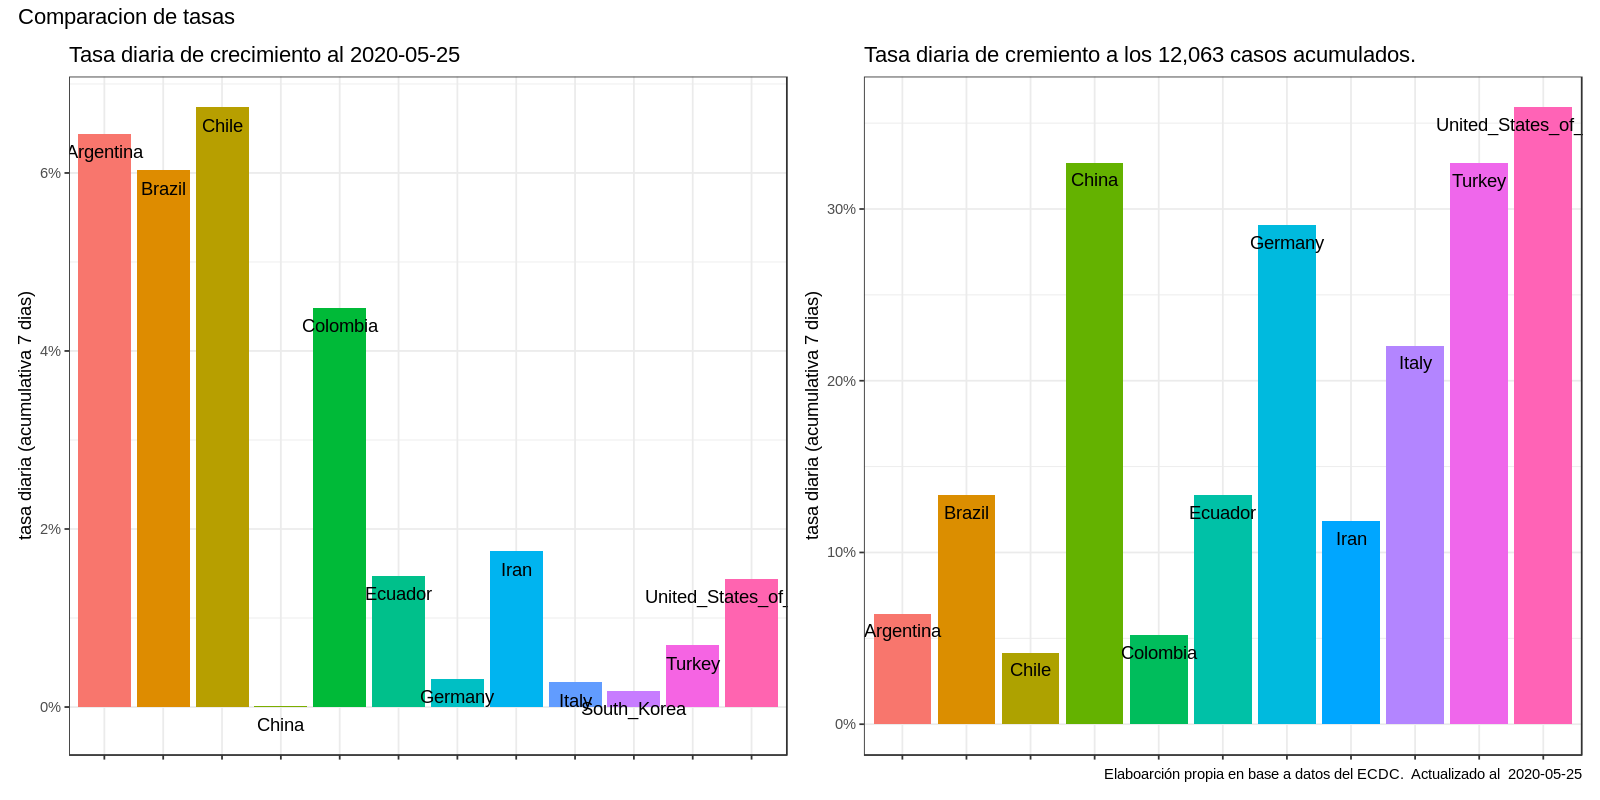 Comparacion de tasas
Tasa diaria de crecimiento al 2020-05-25
tasa diaria (acumulativa 7 dias)
6%
4%
2%
0%
Argentina
Brazil
Chile
China
Colombia
Ecuador
Germany
Iran
Italy
South_Korea
Turkey
United_States_of_
Tasa diaria de cremiento a los 12,063 casos acumulados.
tasa diaria (acumulativa 7 dias)
30%
20%
10%
0%
Argentina
Brazil
Chile
China
Colombia
Ecuador
Germany
Iran
Italy
Turkey
United_States_of_
Elaboarción propia en base a datos del ECDC.  Actualizado al  2020-05-25